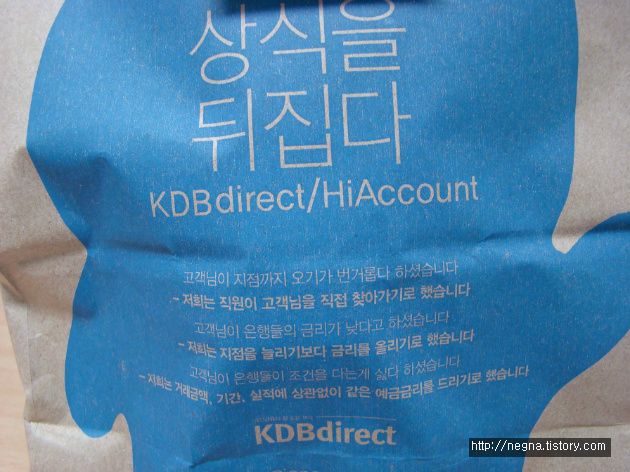 상식을
뒤집다
KDBdirect/HiAccount
고객님이 지점까지 오기가 번거롭다 하셨습니다
- 저희는 직원이 고객님을 직접 찾아가기로 했습니다
고객님이 은행들의 금리가 낮다고 하셨습니다
- 저희는 지점을 늘리기보다 금리를 올리기로 했습니다
고객님이 은행들이 조건을 다는게 싫다 하셨습니다
- 저희는 거래금액, 기간, 실적에 상관없이 같은 예금금리를 드리기로 했습니다
KDBdirect
http://negna.tistory.com